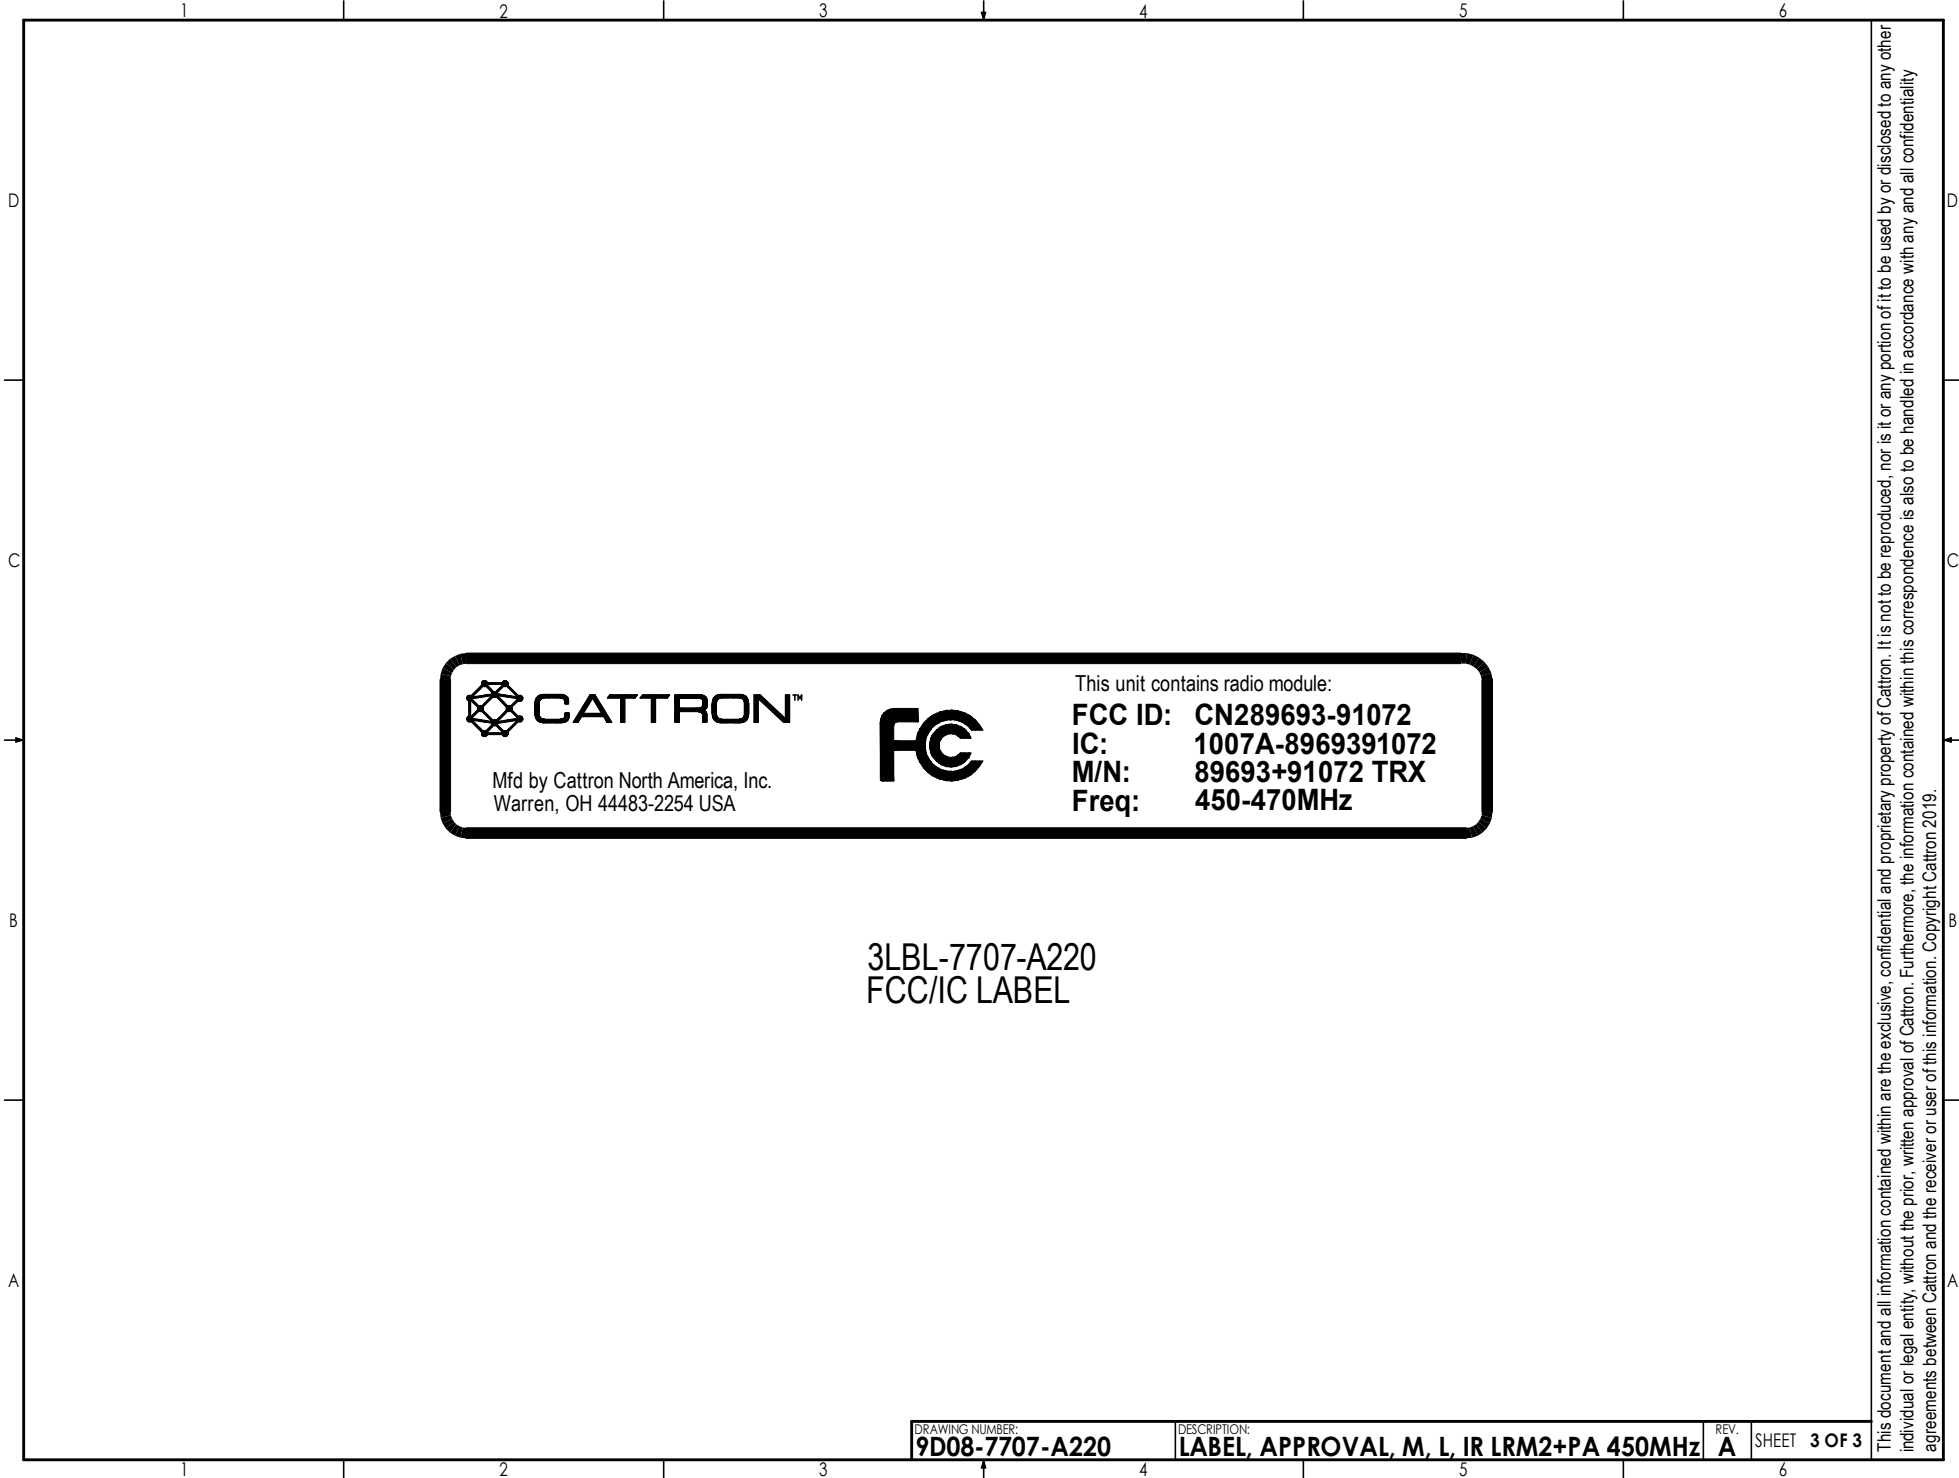 1 2 3 4 5 6
D D
C C
B B
A A
CATTRON™
Mfd by Cattron North America, Inc.
Warren, OH 44483-2254 USA
FC
This unit contains radio module:
FCC ID: CN289693-91072
IC: 1007A-8969391072
M/N: 89693+91072 TRX
Freq: 450-470MHz
3LBL-7707-A220
FCC/IC LABEL
This document and all information contained within are the exclusive, confidential and proprietary property of Cattron. It is not to be reproduced, nor is it or any portion of it to be used by or disclosed to any other
individual or legal entity, without the prior, written approval of Cattron. Furthermore, the information contained within this correspondence is also to be handled in accordance with any and all confidentiality
agreements between Cattron and the receiver or user of this information. Copyright Cattron 2019.
DRAWING NUMBER: DESCRIPTION: REV.
9D08-7707-A220 LABEL, APPROVAL, M, L, IR LRM2+PA 450MHz A SHEET 3 OF 3
1 2 3 4 5 6